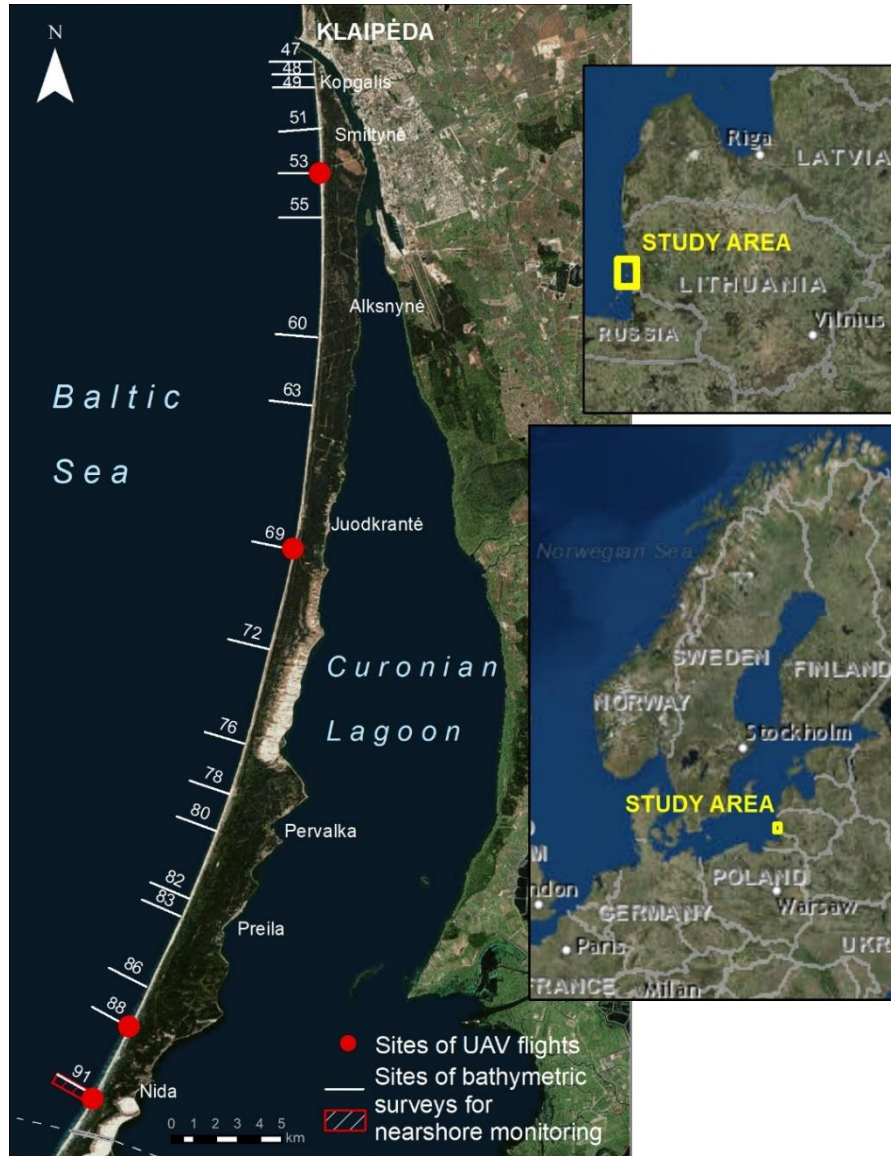 N
KLAIPĖDA
47
48
49
Kopgalis
51
Smiltynė
53
55
Alksnynė
60
63
Baltic
Sea
69
Juodkrantė
72
Curonian
Lagoon
76
78
80
Pervalka
82
83
Preila
86
88
91
Nida
0 1 2 3 4 5
km
Sites of UAV flights
Sites of bathymetric
surveys for
nearshore monitoring
Riga
LATVIA
STUDY AREA
LITHUANIA
RUSSIA
Vilnius
Norwegian Sea
SWEDEN
FINLAND
NORWAY
Stockholm
STUDY AREA
M
POLAND
ndon
Warsaw
GERMANY
UKR
Paris
FRANCE
Milan